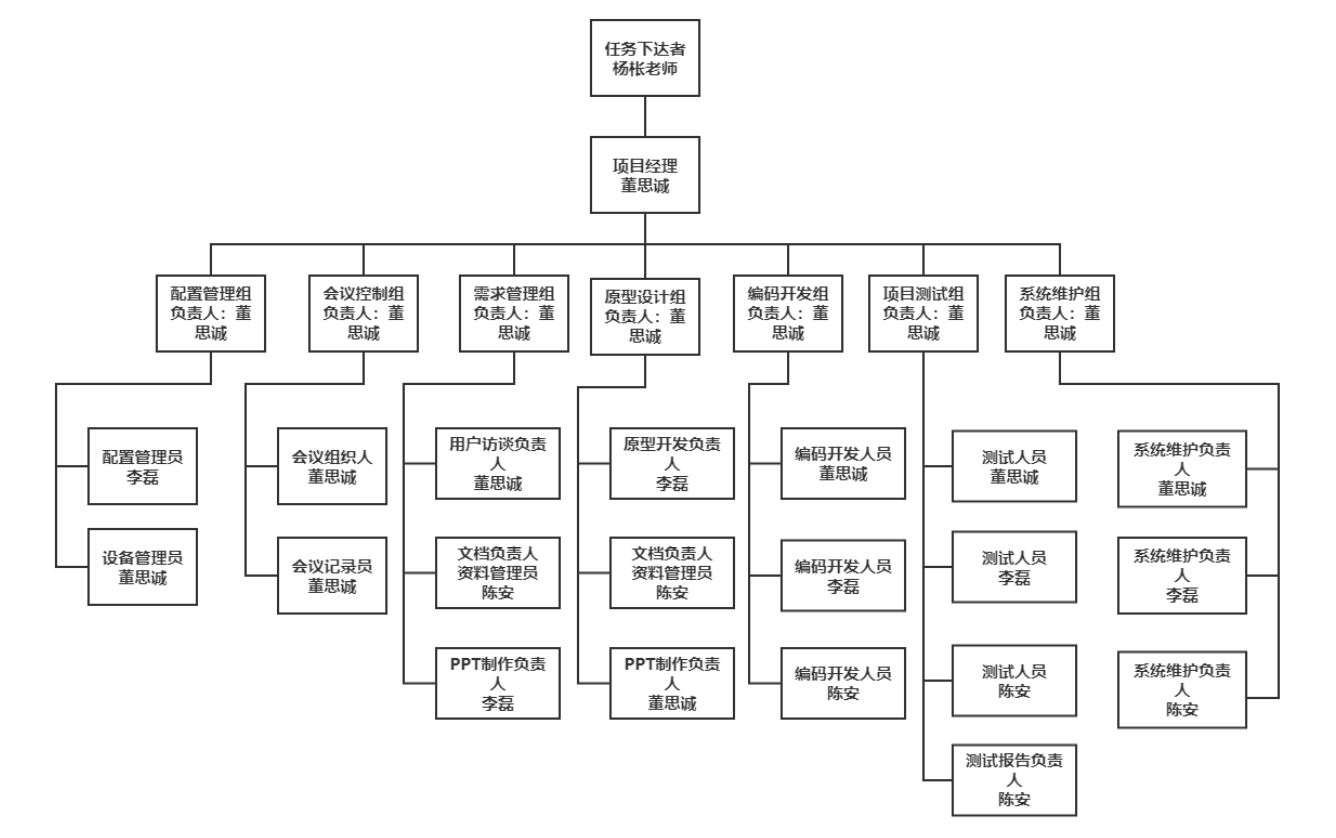 任务下达者
杨枨老师
项目经理
董思诚
配置管理组
负责人：董
思诚
会议控制组
负责人：董
思诚
需求管理组
负责人：董
思诚
原型设计组
负责人：董
思诚
编码开发组
负责人：董
思诚
项目测试组
负责人：董
思诚
系统维护组
负责人：董
思诚
配置管理员
李磊
设备管理员
董思诚
会议组织人
董思诚
会议记录员
董思诚
用户访谈负责
人
董思诚
文档负责人
资料管理员
陈安
PPT制作负责
人
李磊
原型开发负责
人
李磊
文档负责人
资料管理员
陈安
PPT制作负责
人
董思诚
编码开发人员
董思诚
编码开发人员
李磊
编码开发人员
陈安
测试人员
董思诚
测试人员
李磊
测试人员
陈安
测试报告负责
人
陈安
系统维护负责
人
董思诚
系统维护负责
人
李磊
系统维护负责
人
陈安